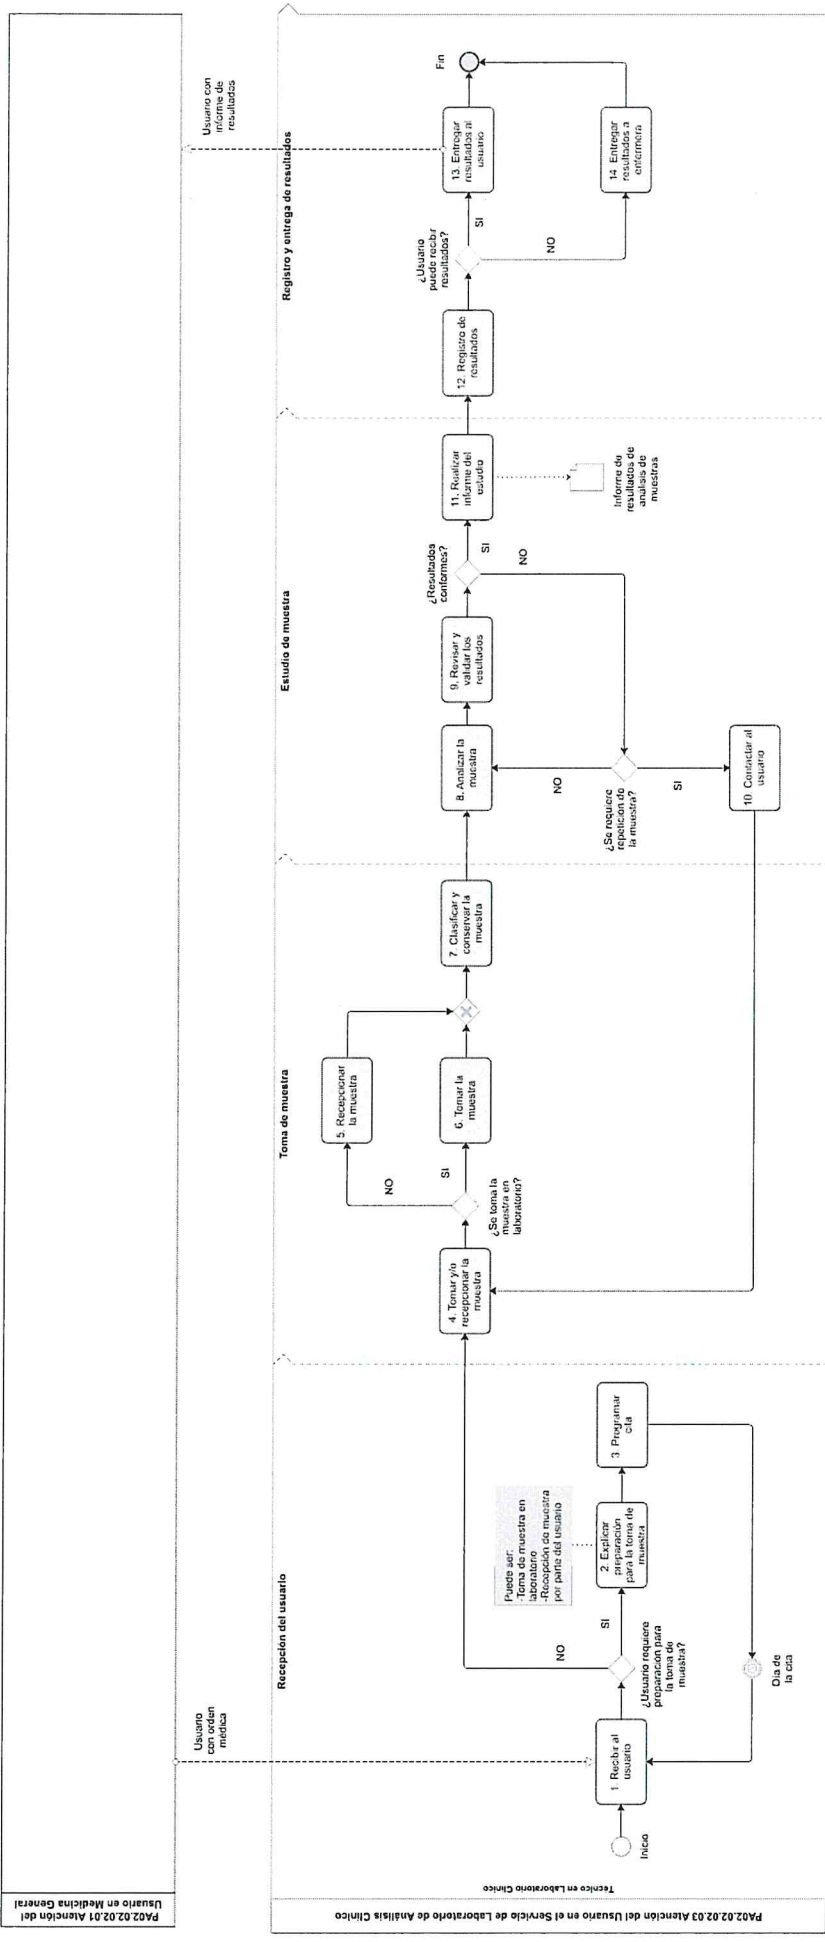 PA02.02.02.01 Atención del
Usuario en Medicina General
PA02.02.02.03 Atención del Usuario en el Servicio de Laboratorio de Análisis Clínico
Técnico en Laboratorio Clínico
Recepción del usuario
Usuario
con orden
médica
Inicio
1. Recibir al
usuario
¿Usuario requiere
preparación para
la toma de
muestra?
NO
SI
Puede ser:
-Toma de muestra en
laboratorio
-Recepción de muestra
por parte del usuario
2. Explicar
preparación
para la toma de
muestra
3. Programar
cita
Día de
la cita
Toma de muestra
4. Tomar y/o
recepcionar la
muestra
¿Se toma la
muestra en
laboratorio?
NO
SI
5. Recepcionar
la muestra
6. Tomar la
muestra
7. Clasificar y
conservar la
muestra
Estudio de muestra
8. Analizar la
muestra
9. Revisar y
validar los
resultados
¿Resultados
conformes?
SI
NO
¿Se requiere
repetición de
la muestra?
NO
SI
10. Contactar al
usuario
11. Realizar
informe del
estudio
Informe de
resultados de
análisis de
muestras
Registro y entrega de resultados
12. Registro de
resultados
¿Usuario
puede recibir
resultados?
SI
NO
13. Entregar
resultados al
usuario
14. Entregar
resultados a
enfermera
Fin
Usuario con
informe de
resultados